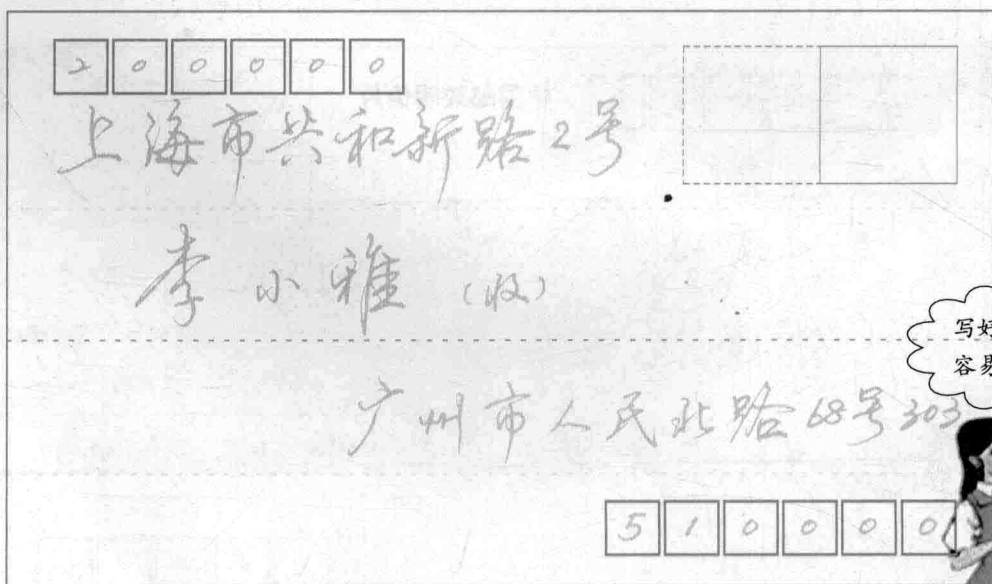 200000
上海市共和新路2号
李小雅（收）
写好
容易
广州市人民北路68号303
510000